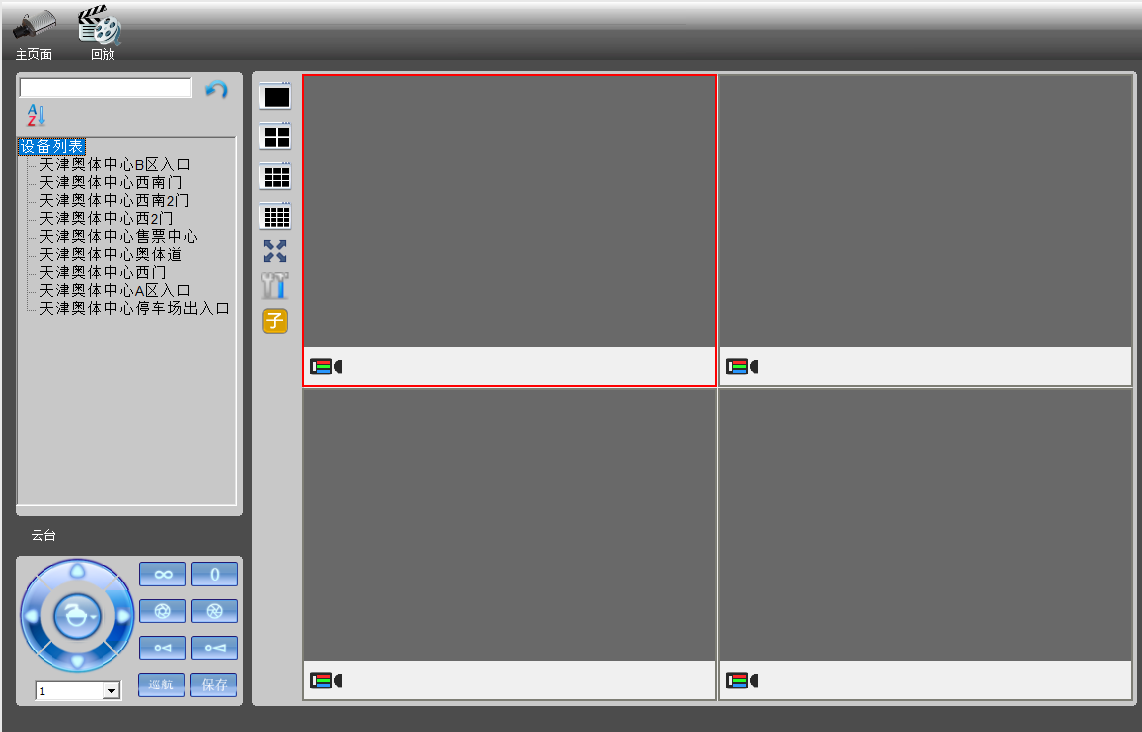 主页面
回放
设备列表
天津奥体中心B区入口
天津奥体中心西南门
天津奥体中心西南2门
天津奥体中心西2门
天津奥体中心售票中心
天津奥体中心奥体道
天津奥体中心西门
天津奥体中心A区入口
天津奥体中心停车场出入口
子
云台
1
巡航
保存